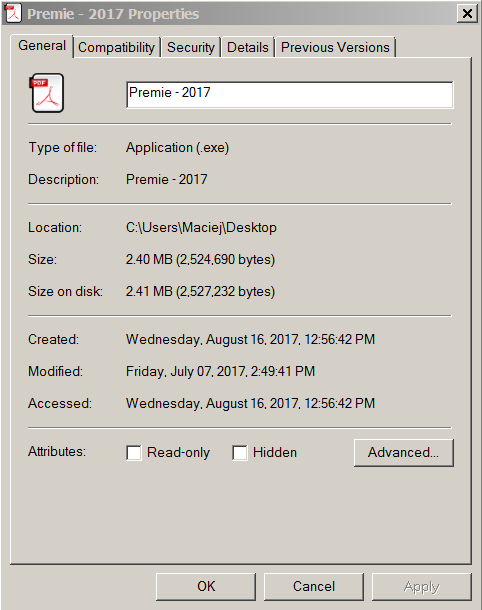 Premie - 2017 Properties
General Compatibility Security Details Previous Versions
PDF
Premie - 2017
Type of file: Application (.exe)
Description: Premie - 2017
Location: C:\Users\Maciej\Desktop
Size: 2.40 MB (2,524,690 bytes)
Size on disk: 2.41 MB (2,527,232 bytes)
Created: Wednesday, August 16, 2017, 12:56:42 PM
Modified: Friday, July 07, 2017, 2:49:41 PM
Accessed: Wednesday, August 16, 2017, 12:56:42 PM
Attributes: Read-only Hidden Advanced...
OK Cancel Apply